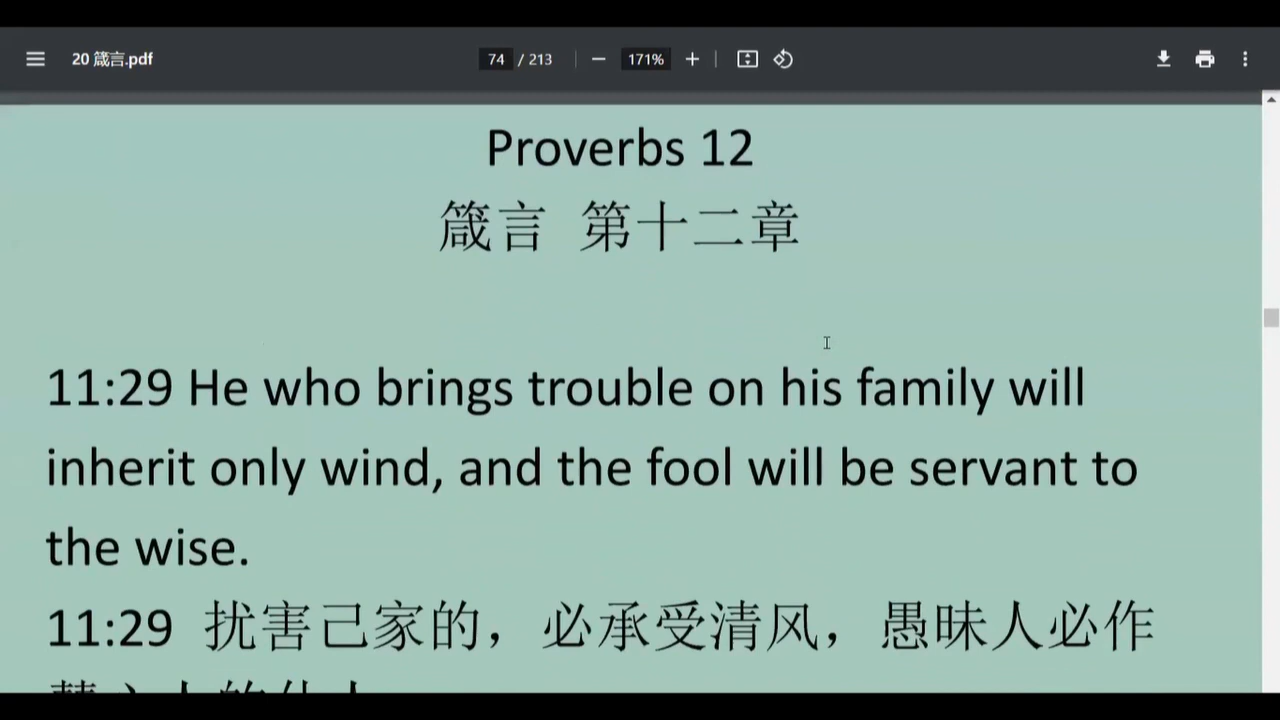 20 箴言.pdf
74 / 213
171%
Proverbs 12
箴言 第十二章
11:29 He who brings trouble on his family will
inherit only wind, and the fool will be servant to
the wise.
11:29 扰害己家的，必承受清风，愚昧人必作